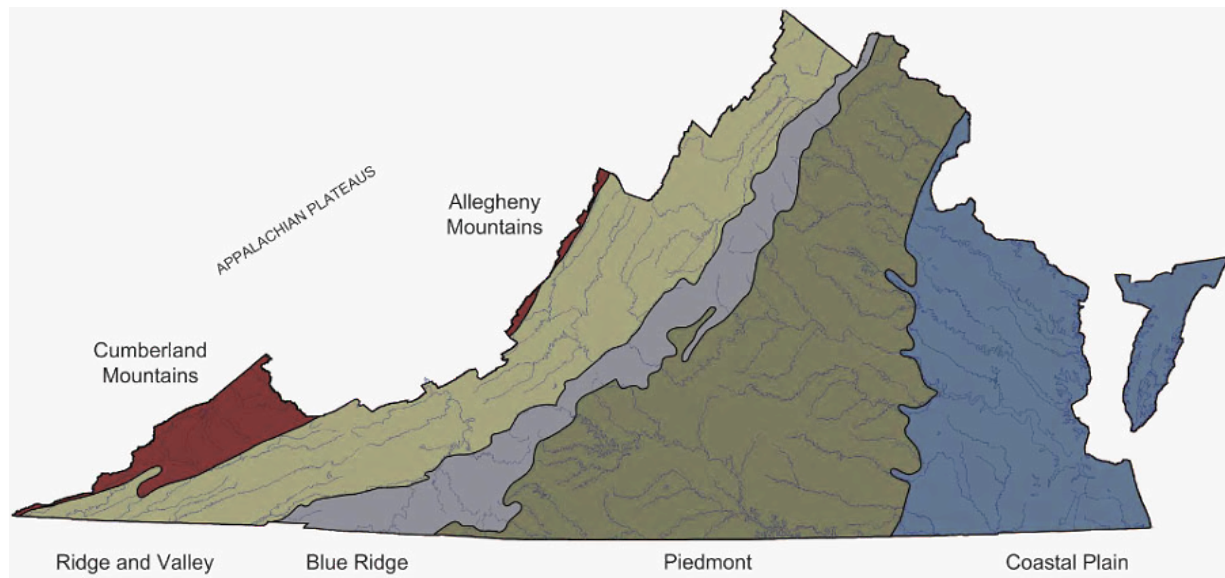 APPALACHIAN PLATEAUS
Allegheny
Mountains
Cumberland
Mountains
Ridge and Valley
Blue Ridge
Piedmont
Coastal Plain